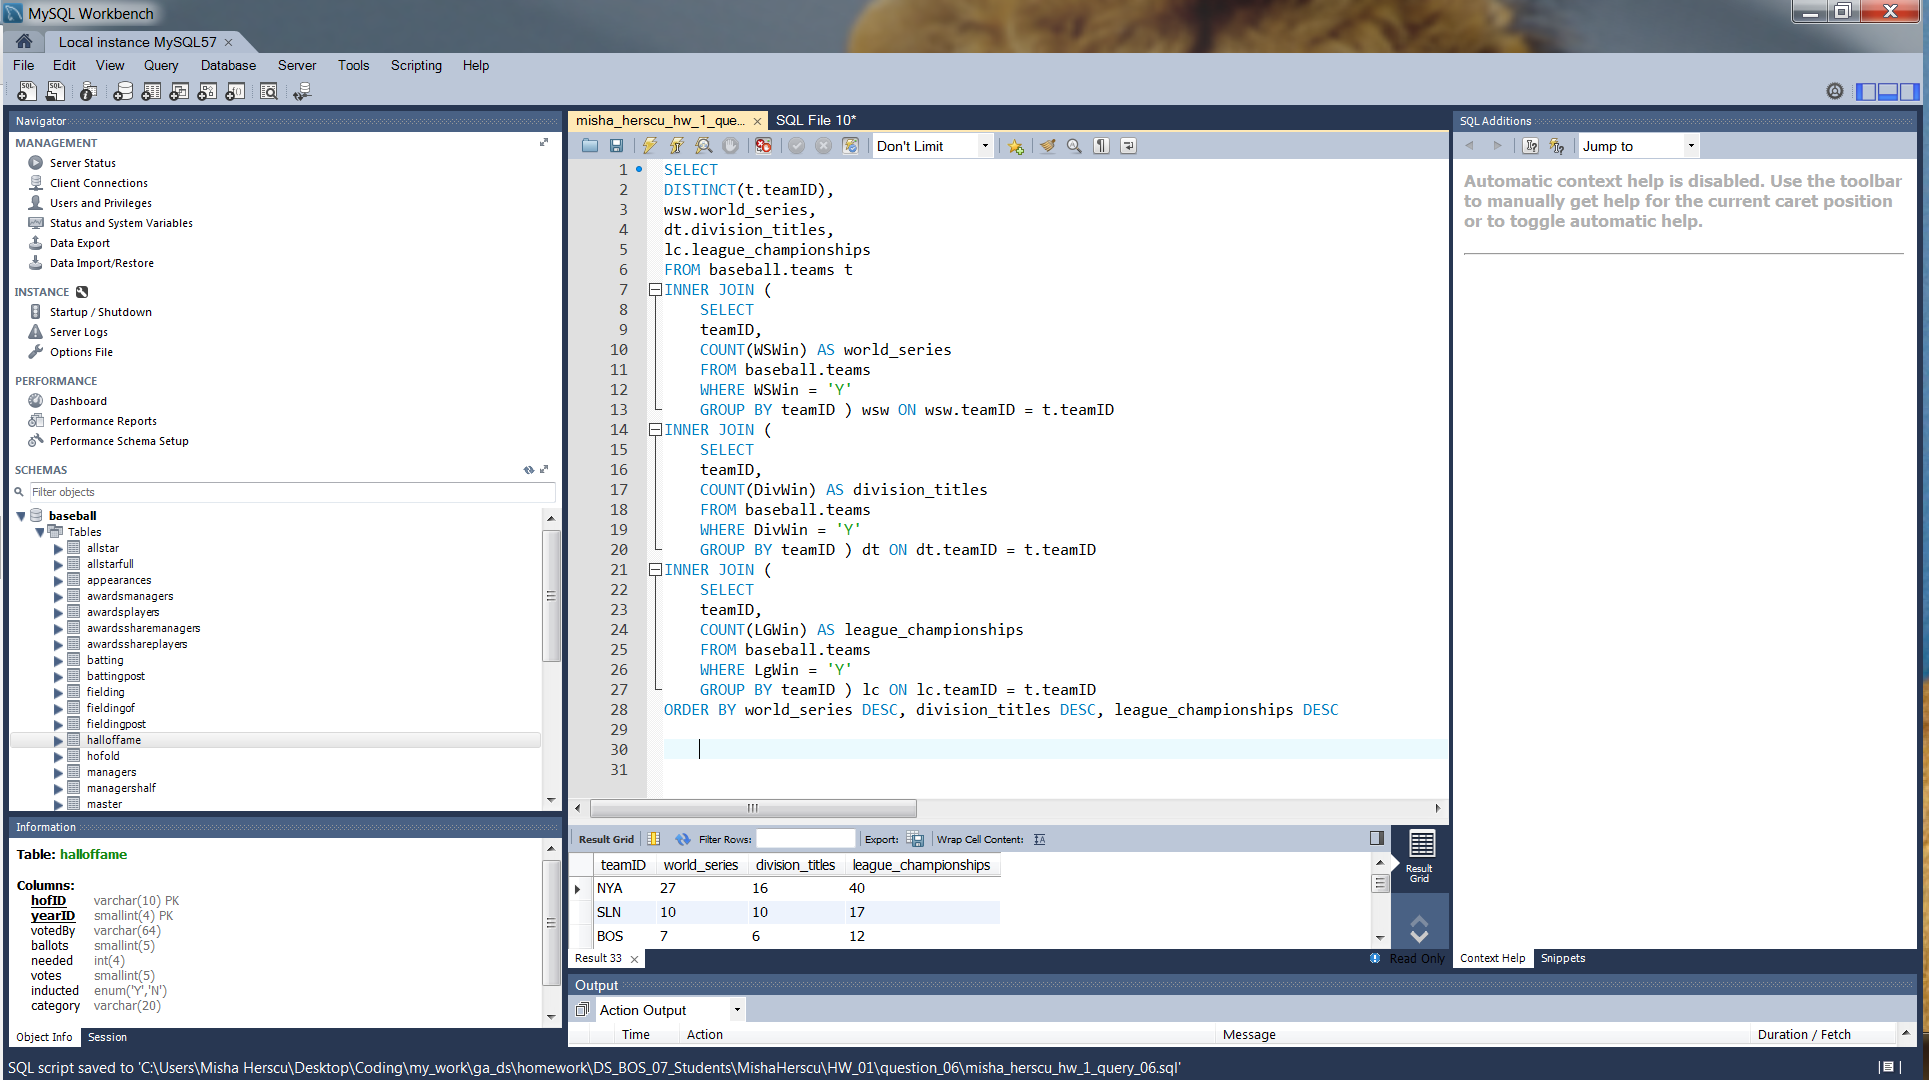 MySQL Workbench
Local instance MySQL57
File Edit View Query Database Server Tools Scripting Help
Navigator
MANAGEMENT
Server Status
Client Connections
Users and Privileges
Status and System Variables
Data Export
Data Import/Restore
INSTANCE
Startup / Shutdown
Server Logs
Options File
PERFORMANCE
Dashboard
Performance Reports
Performance Schema Setup
SCHEMAS
Filter objects
baseball
Tables
allstar
allstarfull
appearances
awardsmanagers
awardsplayers
awardssharemanagers
awardsshareplayers
batting
battingpost
fielding
fieldingof
fieldingpost
halloffame
hofold
managers
managershalf
master
Information
Table: halloffame
Columns:
hofID varchar(10) PK
yearID smallint(4) PK
votedBy varchar(64)
ballots smallint(5)
needed int(4)
votes smallint(5)
inducted enum('Y','N')
category varchar(20)
Object Info Session
misha_herscu_hw_1_que... SQL File 10*
Don't Limit
1 SELECT
2 DISTINCT(t.teamID),
3 wsw.world_series,
4 dt.division_titles,
5 lc.league_championships
6 FROM baseball.teams t
7 INNER JOIN (
8 SELECT
9 teamID,
10 COUNT(WSWin) AS world_series
11 FROM baseball.teams
12 WHERE WSWin = 'Y'
13 GROUP BY teamID ) wsw ON wsw.teamID = t.teamID
14 INNER JOIN (
15 SELECT
16 teamID,
17 COUNT(DivWin) AS division_titles
18 FROM baseball.teams
19 WHERE DivWin = 'Y'
20 GROUP BY teamID ) dt ON dt.teamID = t.teamID
21 INNER JOIN (
22 SELECT
23 teamID,
24 COUNT(LGWin) AS league_championships
25 FROM baseball.teams
26 WHERE LgWin = 'Y'
27 GROUP BY teamID ) lc ON lc.teamID = t.teamID
28 ORDER BY world_series DESC, division_titles DESC, league_championships DESC
29
30
31
Result Grid Filter Rows: Export: Wrap Cell Content:
teamID world_series division_titles league_championships
NYA 27 16 40
SLN 10 10 17
BOS 7 6 12
Result Grid
Result 33
Read Only
SQL Additions
Jump to
Automatic context help is disabled. Use the toolbar
to manually get help for the current caret position
or to toggle automatic help.
Context Help Snippets
Output
Action Output
Time Action Message Duration / Fetch
SQL script saved to 'C:\Users\Misha Herscu\Desktop\Coding\my_work\ga_ds\homework\DS_BOS_07_Students\MishaHerscu\HW_01\question_06\misha_herscu_hw_1_query_06.sql'